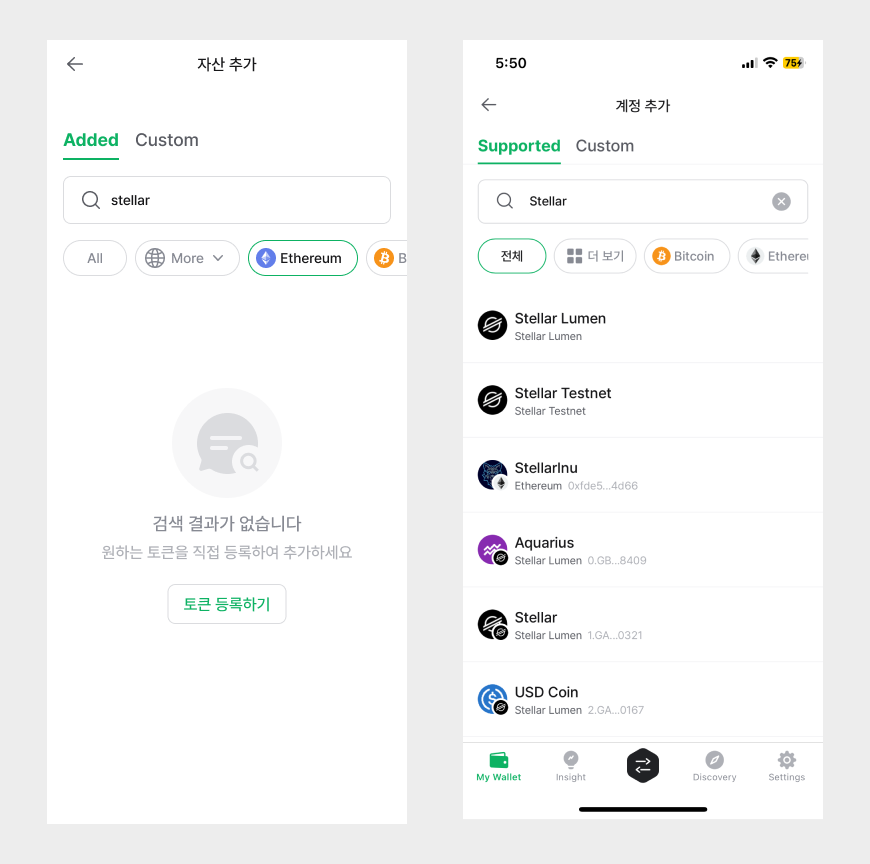 자산 추가
Added
Custom
stellar
All
More
Ethereum
B
검색 결과가 없습니다
원하는 토큰을 직접 등록하여 추가하세요
토큰 등록하기
5:50
75
계정 추가
Supported
Custom
Stellar
전체
더 보기
Bitcoin
Ethereu
Stellar Lumen
Stellar Lumen
Stellar Testnet
Stellar Testnet
StellarInu
Ethereum 0xfde5...4d66
Aquarius
Stellar Lumen 0.GB...8409
Stellar
Stellar Lumen 1.GA...0321
USD Coin
Stellar Lumen 2.GA...0167
My Wallet
Insight
Discovery
Settings